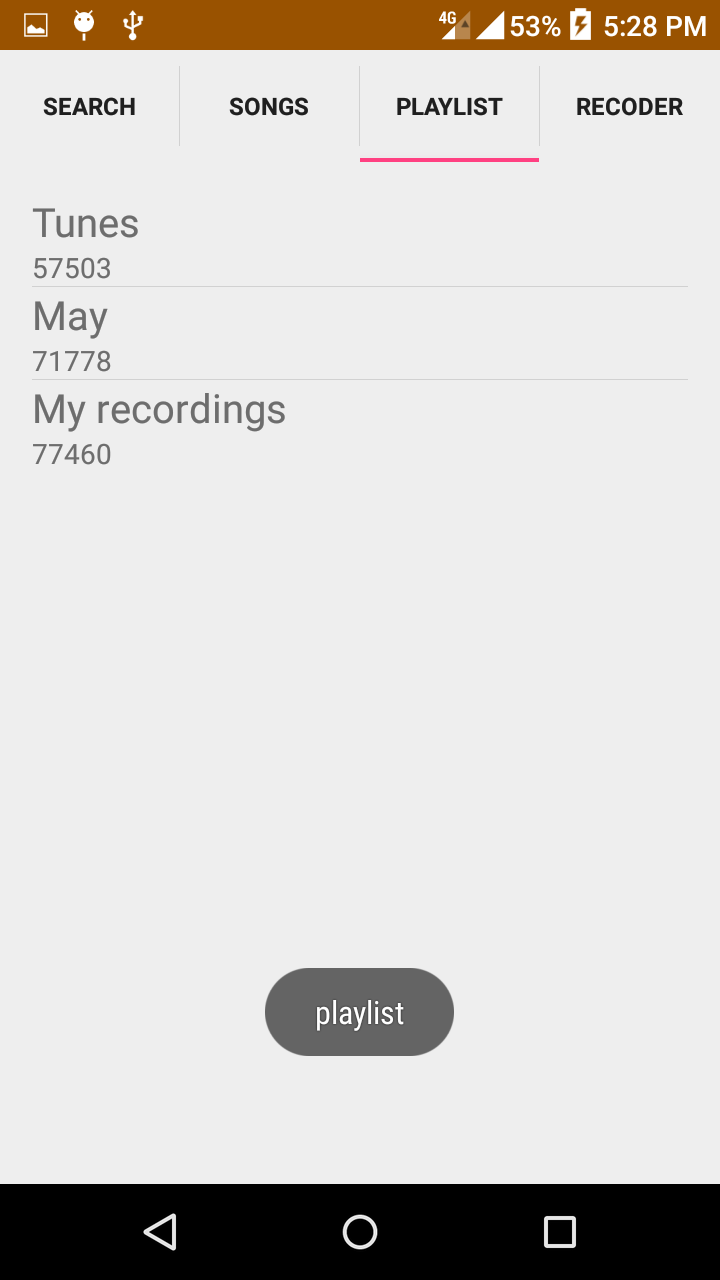 4G 53% 5:28 PM
SEARCH SONGS PLAYLIST RECODER
Tunes
57503
May
71778
My recordings
77460
playlist